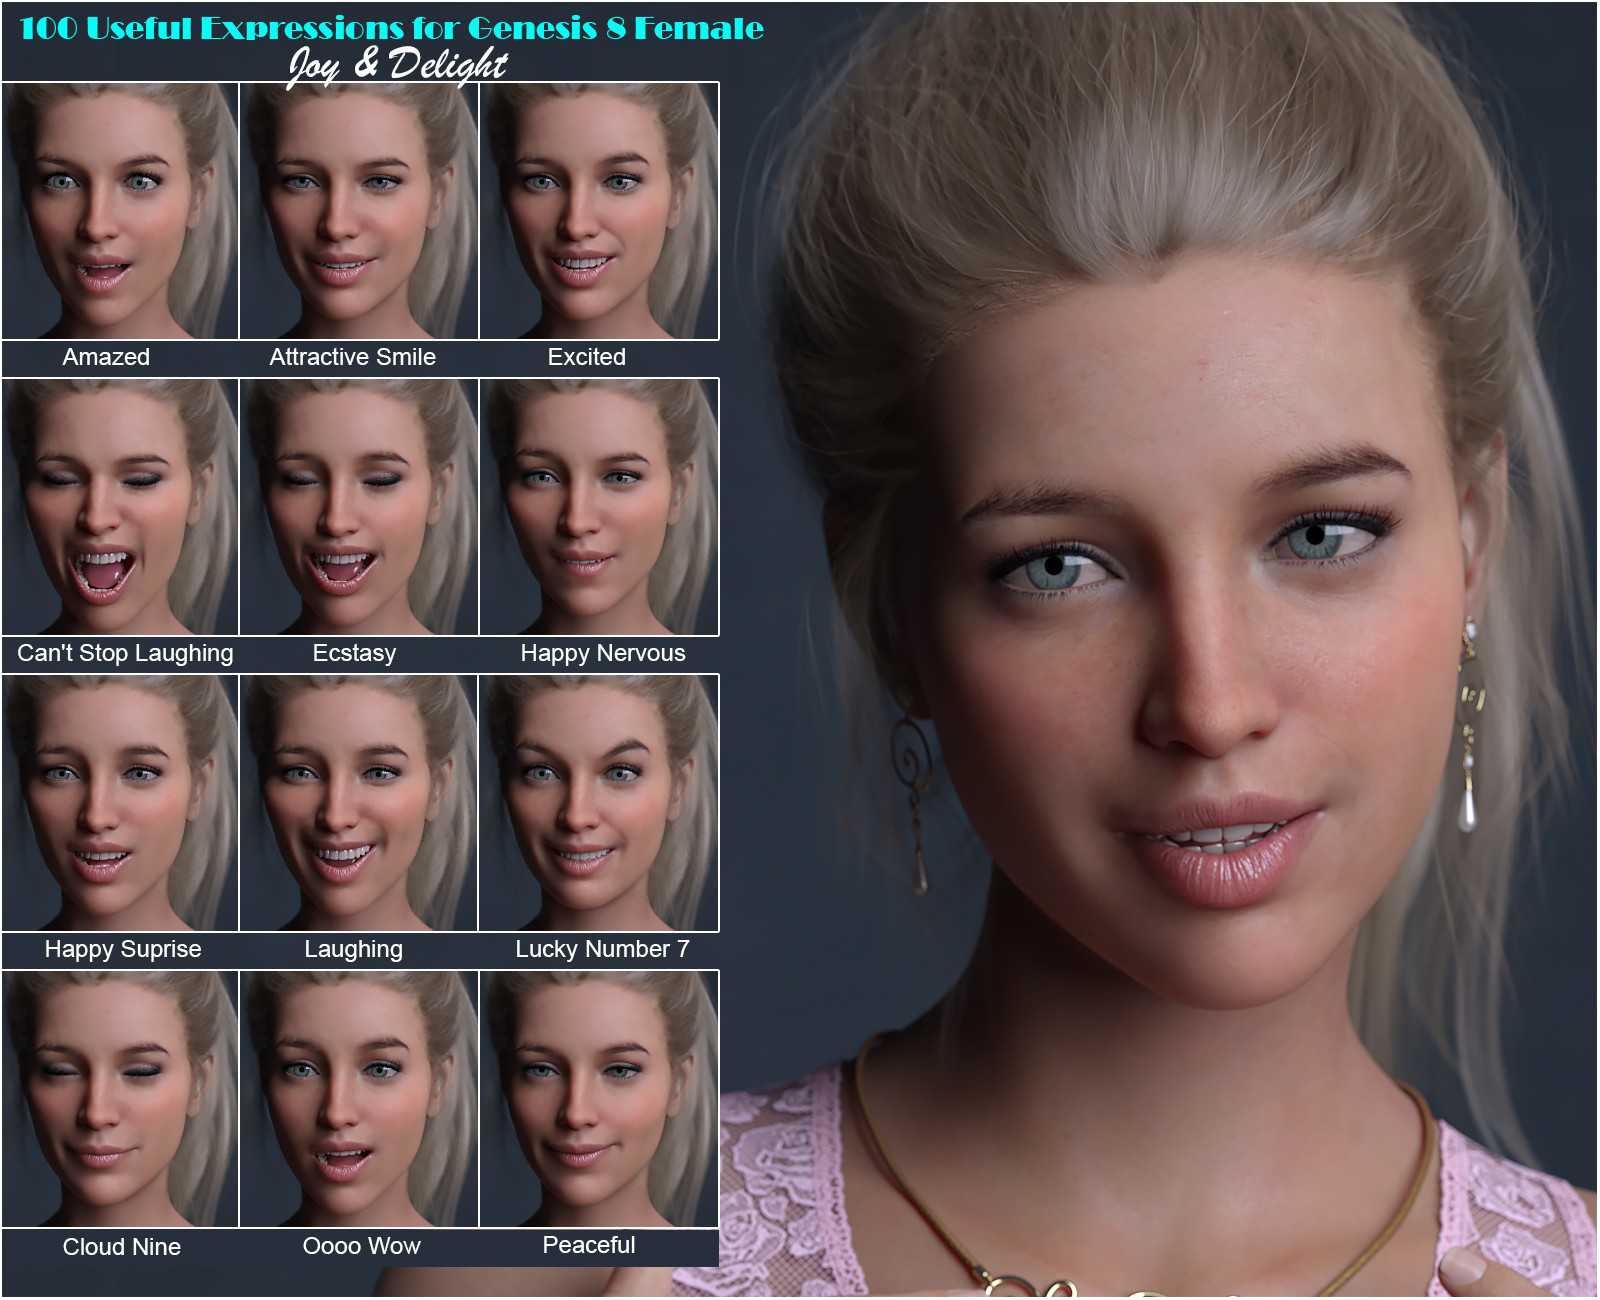 100 Useful Expressions for Genesis 8 Female
Joy & Delight
Amazed
Attractive Smile
Excited
Can't Stop Laughing
Ecstasy
Happy Nervous
Happy Suprise
Laughing
Lucky Number 7
Cloud Nine
Oooo Wow
Peaceful